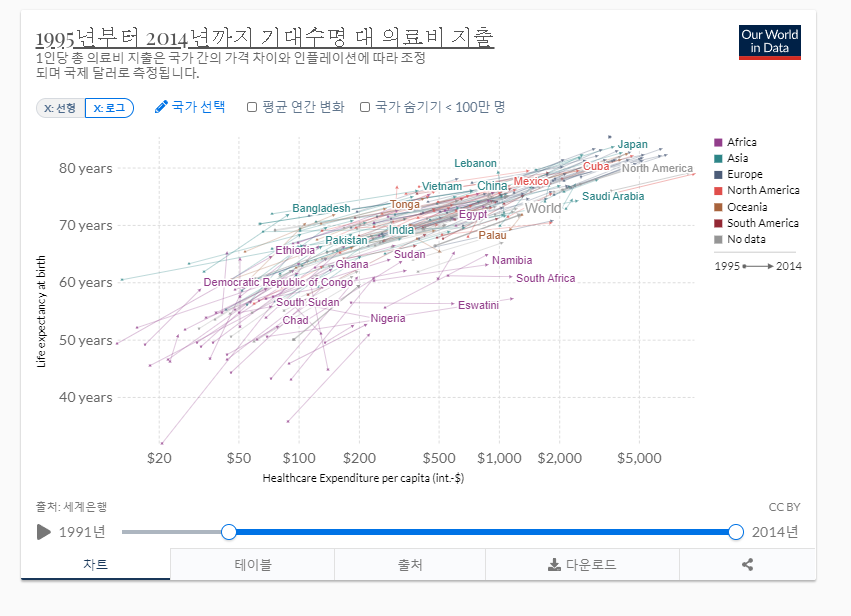 1995년부터 2014년까지 기대수명 대 의료비 지출
1인당 총 의료비 지출은 국가 간의 가격 차이와 인플레이션에 따라 조정
되며 국제 달러로 측정됩니다.
Our World
in Data
X: 선형
X: 로그
국가 선택
평균 연간 변화
국가 숨기기 < 100만 명
80 years
70 years
60 years
50 years
40 years
Life expectancy at birth
Japan
Lebanon
Cuba
North America
Vietnam
China
Mexico
Saudi Arabia
Bangladesh
Tonga
Egypt
World
India
Palau
Pakistan
Ethiopia
Sudan
Ghana
Namibia
Democratic Republic of Congo
South Africa
South Sudan
Eswatini
Chad
Nigeria
$20
$50
$100
$200
$500
$1,000
$2,000
$5,000
Healthcare Expenditure per capita (int.-$)
Africa
Asia
Europe
North America
Oceania
South America
No data
1995
2014
출처: 세계은행
CC BY
1991년
2014년
차트
테이블
출처
다운로드